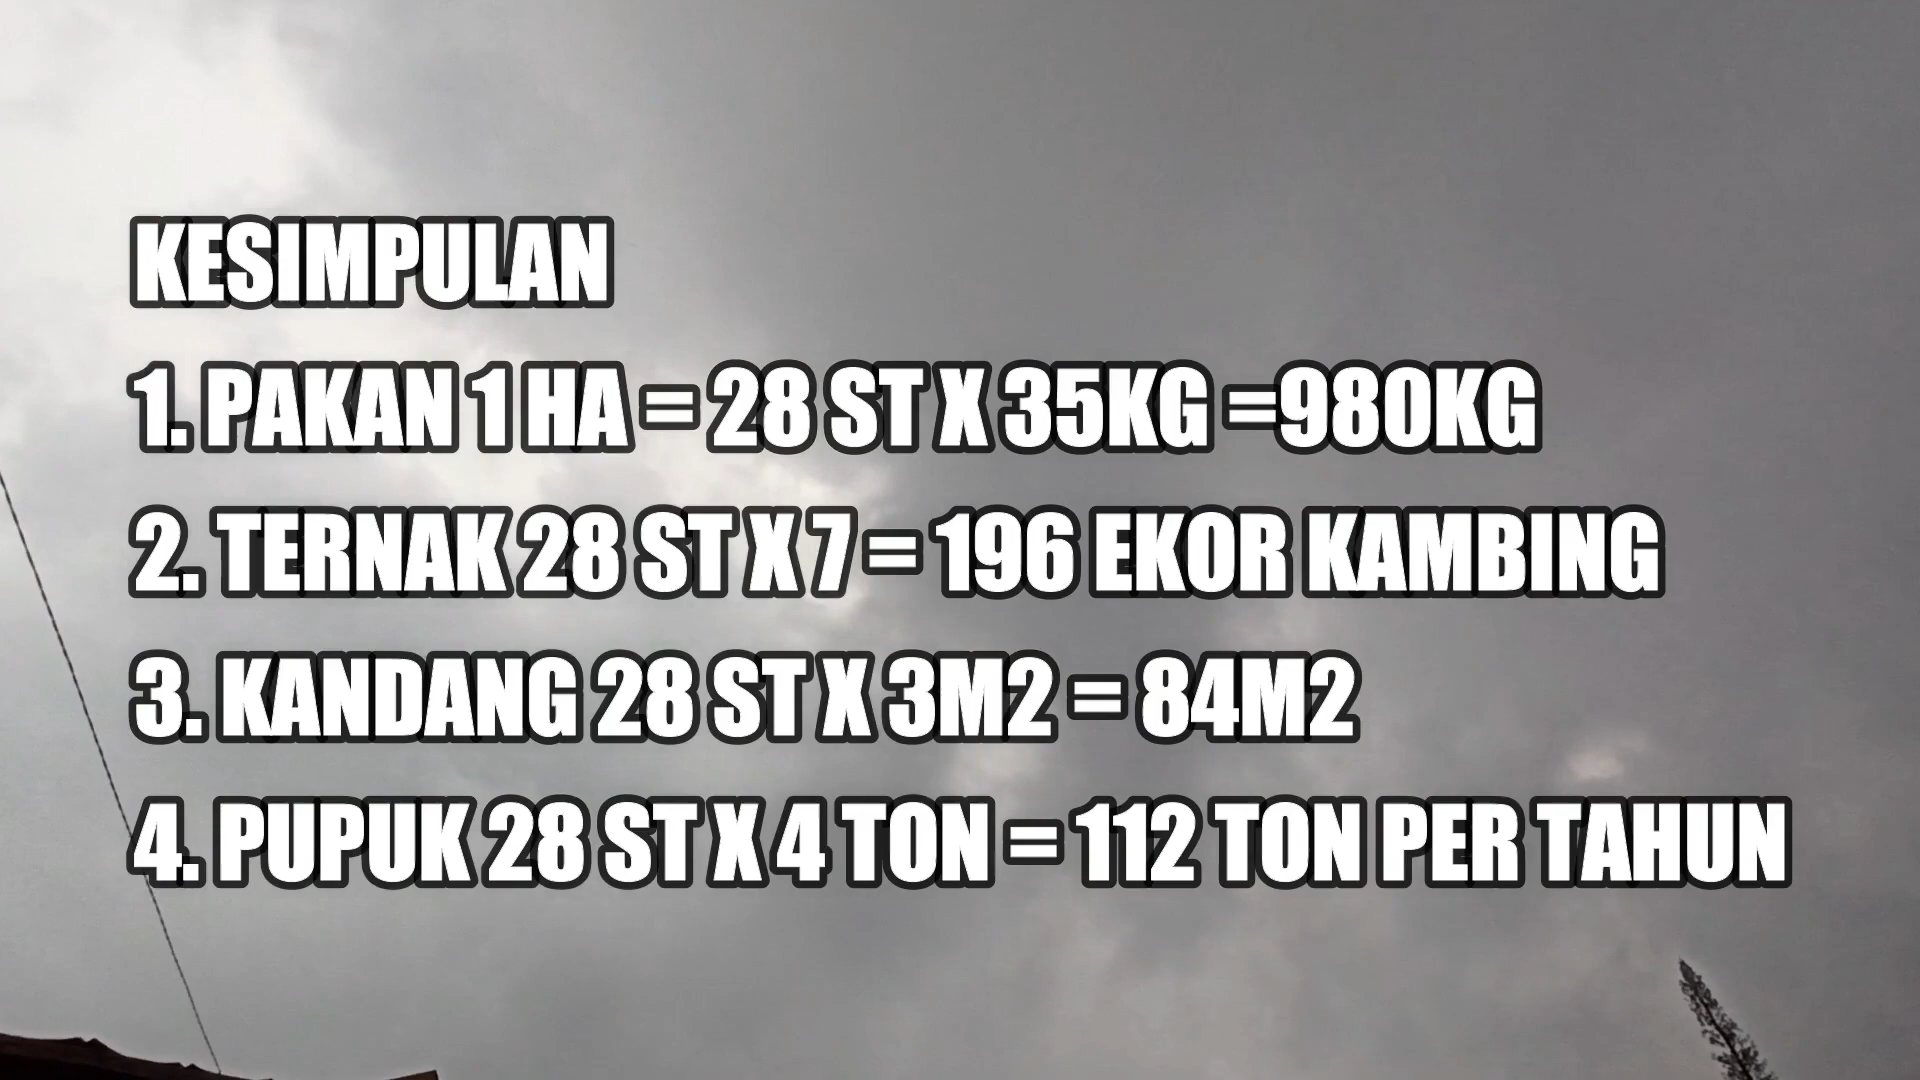 KESIMPULAN
1. PAKAN 1 HA = 28 ST X 35KG =980KG
2. TERNAK 28 ST X 7 = 196 EKOR KAMBING
3. KANDANG 28 ST X 3M2 = 84M2
4. PUPUK 28 ST X 4 TON = 112 TON PER TAHUN